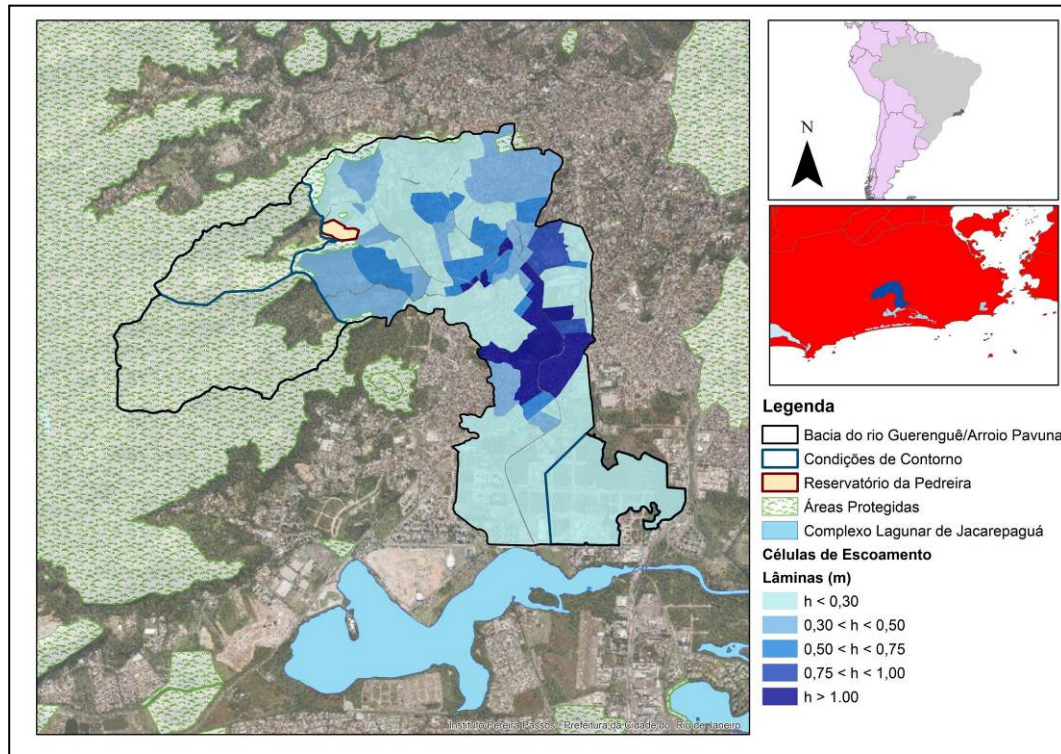 N
Legenda
Bacia do rio Guerenguê/Arroio Pavuna
Condições de Contorno
Reservatório da Pedreira
Áreas Protegidas
Complexo Lagunar de Jacarepaguá
Células de Escoamento
Lâminas (m)
h < 0,30
0,30 < h < 0,50
0,50 < h < 0,75
0,75 < h < 1,00
h > 1.00
Instituto Pereira Passos - Prefeitura da Cidade do Rio de Janeiro